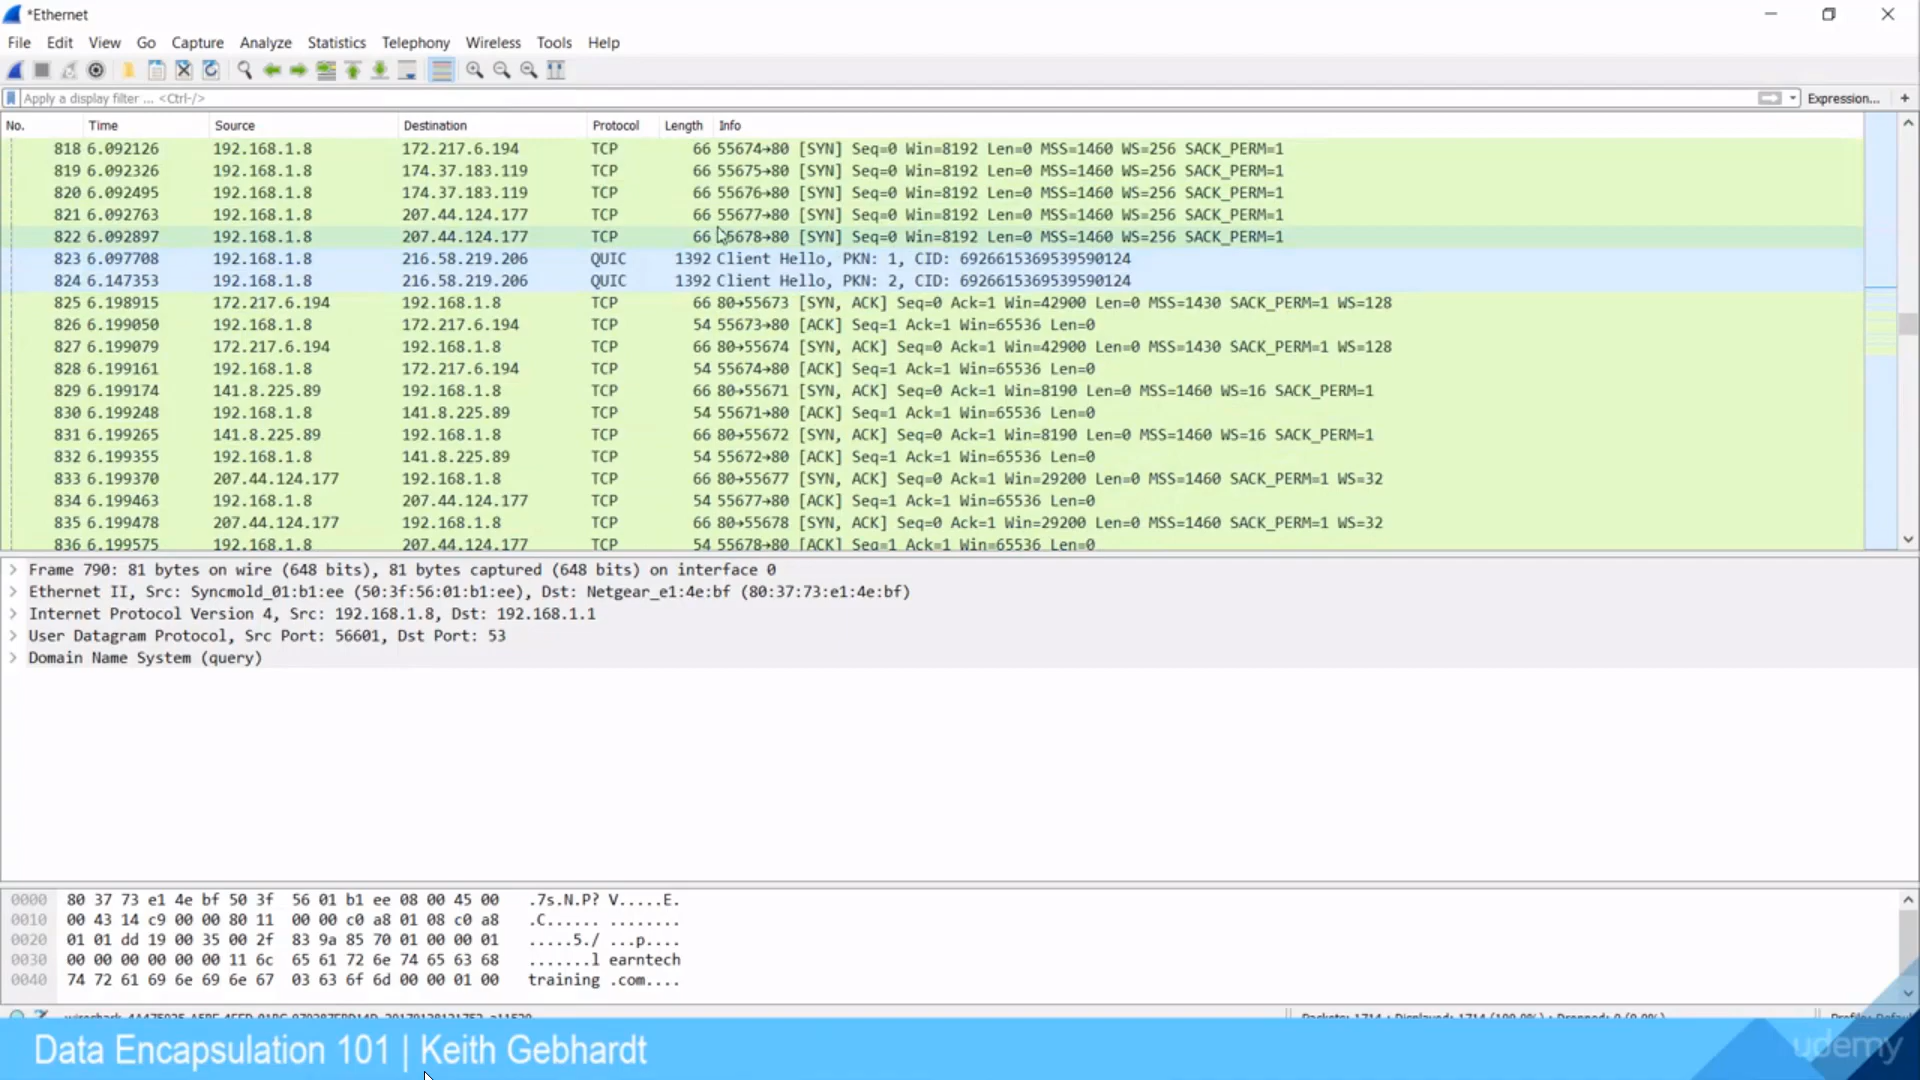 *Ethernet
File Edit View Go Capture Analyze Statistics Telephony Wireless Tools Help
Apply a display filter ... <Ctrl-/> Expression... +
No. Time Source Destination Protocol Length Info
818 6.092126 192.168.1.8 172.217.6.194 TCP 66 55674→80 [SYN] Seq=0 Win=8192 Len=0 MSS=1460 WS=256 SACK_PERM=1
819 6.092326 192.168.1.8 174.37.183.119 TCP 66 55675→80 [SYN] Seq=0 Win=8192 Len=0 MSS=1460 WS=256 SACK_PERM=1
820 6.092495 192.168.1.8 174.37.183.119 TCP 66 55676→80 [SYN] Seq=0 Win=8192 Len=0 MSS=1460 WS=256 SACK_PERM=1
821 6.092763 192.168.1.8 207.44.124.177 TCP 66 55677→80 [SYN] Seq=0 Win=8192 Len=0 MSS=1460 WS=256 SACK_PERM=1
822 6.092897 192.168.1.8 207.44.124.177 TCP 66 55678→80 [SYN] Seq=0 Win=8192 Len=0 MSS=1460 WS=256 SACK_PERM=1
823 6.097708 192.168.1.8 216.58.219.206 QUIC 1392 Client Hello, PKN: 1, CID: 6926615369539590124
824 6.147353 192.168.1.8 216.58.219.206 QUIC 1392 Client Hello, PKN: 2, CID: 6926615369539590124
825 6.198915 172.217.6.194 192.168.1.8 TCP 66 80→55673 [SYN, ACK] Seq=0 Ack=1 Win=42900 Len=0 MSS=1430 SACK_PERM=1 WS=128
826 6.199050 192.168.1.8 172.217.6.194 TCP 54 55673→80 [ACK] Seq=1 Ack=1 Win=65536 Len=0
827 6.199079 172.217.6.194 192.168.1.8 TCP 66 80→55674 [SYN, ACK] Seq=0 Ack=1 Win=42900 Len=0 MSS=1430 SACK_PERM=1 WS=128
828 6.199161 192.168.1.8 172.217.6.194 TCP 54 55674→80 [ACK] Seq=1 Ack=1 Win=65536 Len=0
829 6.199174 141.8.225.89 192.168.1.8 TCP 66 80→55671 [SYN, ACK] Seq=0 Ack=1 Win=8190 Len=0 MSS=1460 WS=16 SACK_PERM=1
830 6.199248 192.168.1.8 141.8.225.89 TCP 54 55671→80 [ACK] Seq=1 Ack=1 Win=65536 Len=0
831 6.199265 141.8.225.89 192.168.1.8 TCP 66 80→55672 [SYN, ACK] Seq=0 Ack=1 Win=8190 Len=0 MSS=1460 WS=16 SACK_PERM=1
832 6.199355 192.168.1.8 141.8.225.89 TCP 54 55672→80 [ACK] Seq=1 Ack=1 Win=65536 Len=0
833 6.199370 207.44.124.177 192.168.1.8 TCP 66 80→55677 [SYN, ACK] Seq=0 Ack=1 Win=29200 Len=0 MSS=1460 SACK_PERM=1 WS=32
834 6.199463 192.168.1.8 207.44.124.177 TCP 54 55677→80 [ACK] Seq=1 Ack=1 Win=65536 Len=0
835 6.199478 207.44.124.177 192.168.1.8 TCP 66 80→55678 [SYN, ACK] Seq=0 Ack=1 Win=29200 Len=0 MSS=1460 SACK_PERM=1 WS=32
836 6.199575 192.168.1.8 207.44.124.177 TCP 54 55678→80 [ACK] Seq=1 Ack=1 Win=65536 Len=0
Frame 790: 81 bytes on wire (648 bits), 81 bytes captured (648 bits) on interface 0
Ethernet II, Src: Syncmold_01:b1:ee (50:3f:56:01:b1:ee), Dst: Netgear_e1:4e:bf (80:37:73:e1:4e:bf)
Internet Protocol Version 4, Src: 192.168.1.8, Dst: 192.168.1.1
User Datagram Protocol, Src Port: 56601, Dst Port: 53
Domain Name System (query)
0000 80 37 73 e1 4e bf 50 3f 56 01 b1 ee 08 00 45 00 .7s.N.P? V.....E.
0010 00 43 14 c9 00 00 80 11 00 00 c0 a8 01 08 c0 a8 .C...... ........
0020 01 01 dd 19 00 35 00 2f 83 9a 85 70 01 00 00 01 .....5./ ...p....
0030 00 00 00 00 00 00 11 6c 65 61 72 6e 74 65 63 68 .......l earntech
0040 74 72 61 69 6e 69 6e 67 03 63 6f 6d 00 00 01 00 training .com....
Packets: 1714 · Displayed: 1714 (100.0%) · Dropped: 0 (0.0%)
Data Encapsulation 101 | Keith Gebhardt
udemy